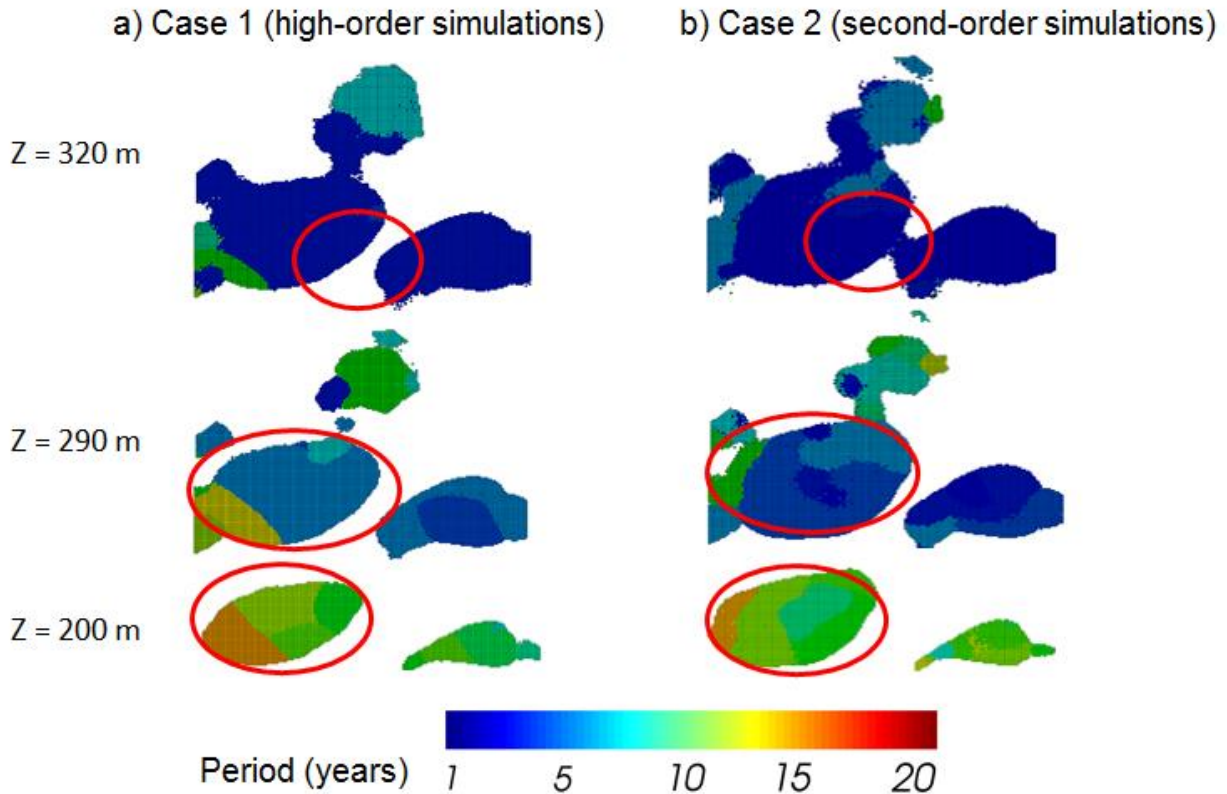 a) Case 1 (high-order simulations)
b) Case 2 (second-order simulations)
Z = 320 m
Z = 290 m
Z = 200 m
Period (years)
1 5 10 15 20